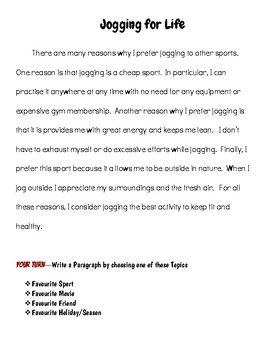 Jogging for Life
There are many reasons why I prefer jogging to other sports.
One reason is that jogging is a cheap sport. In particular, I can
practise it anywhere at any time with no need for any equipment or
expensive gym membership. Another reason why I prefer jogging is
that it is provides me with great energy and keeps me lean. I don't
have to exhaust myself or do excessive efforts while jogging. Finally, I
prefer this sport because it allows me to be outside in nature. When I
jog outside I appreciate my surroundings and the fresh air. For all
these reasons, I consider jogging the best activity to keep fit and
healthy.
YOUR TURN—Write a Paragraph by choosing one of these Topics
❖ Favourite Sport
❖ Favourite Movie
❖ Favourite Friend
❖ Favourite Holiday/Season